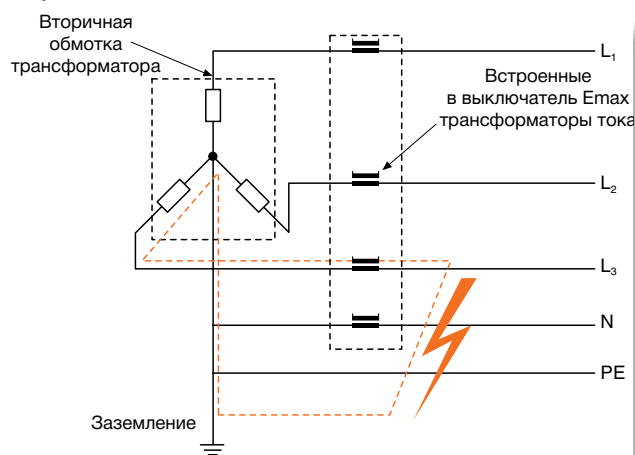 Вторичная
обмотка
трансформатора
L₁
Встроенные
в выключатель Emax
трансформаторы тока
L₂
L₃
N
PE
Заземление